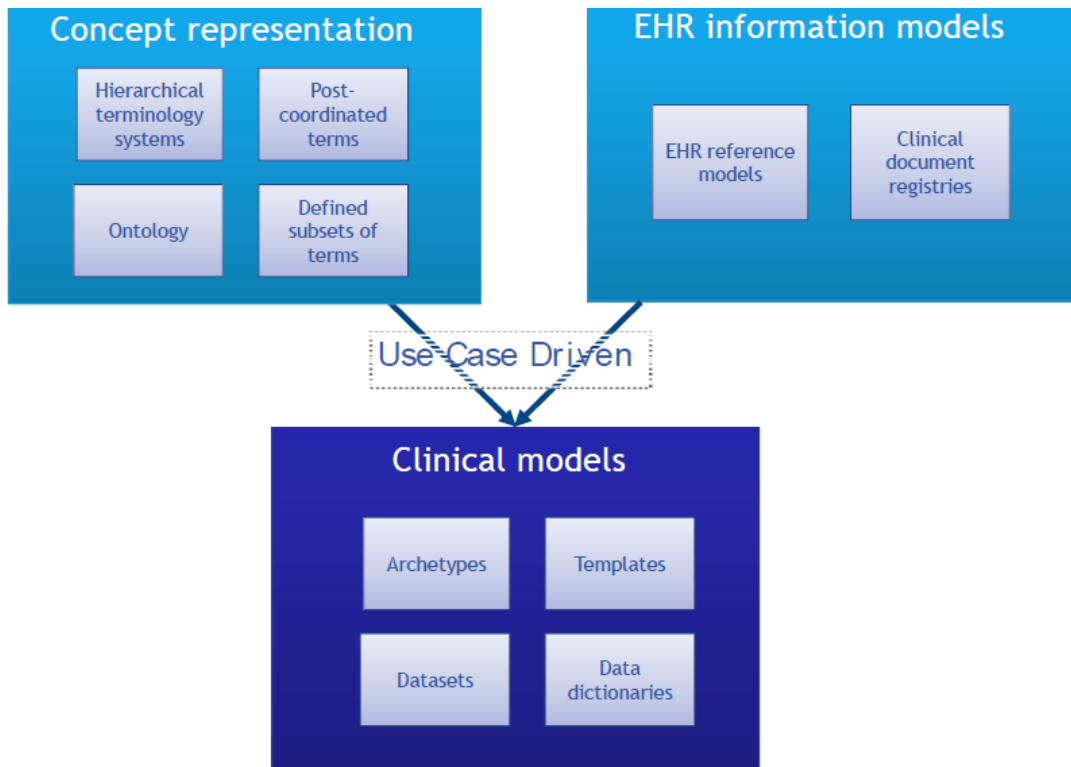 Concept representation
Hierarchical
terminology
systems
Post-
coordinated
terms
Ontology
Defined
subsets of
terms
EHR information models
EHR reference
models
Clinical
document
registries
Use Case Driven
Clinical models
Archetypes
Templates
Datasets
Data
dictionaries